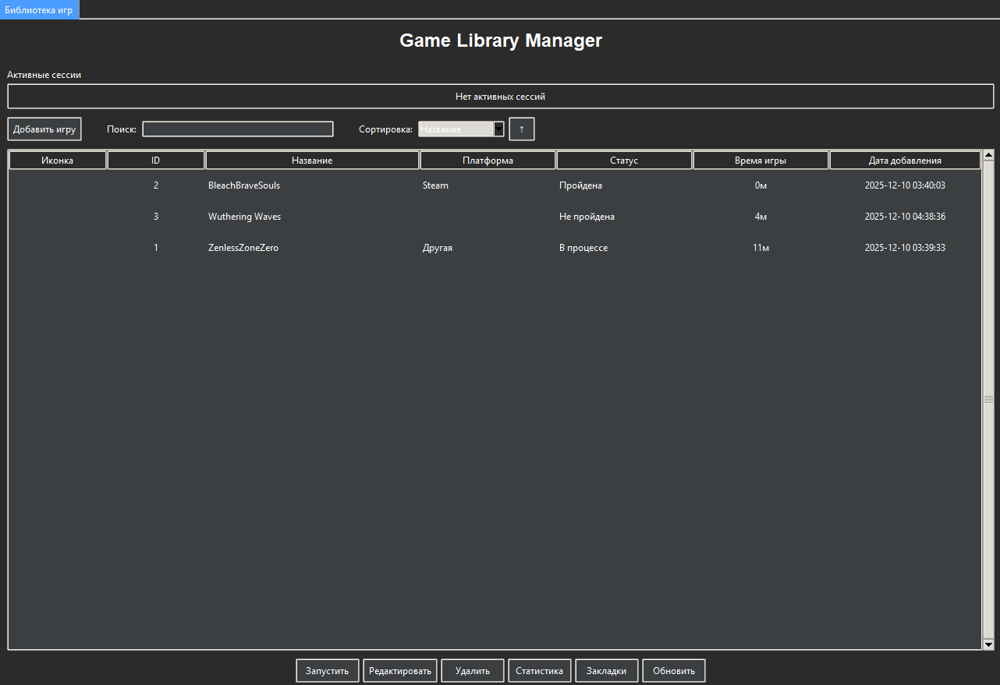 Библиотека игр
Game Library Manager
Активные сессии
Нет активных сессий
Добавить игру Поиск: Сортировка: Название ↑
Иконка ID Название Платформа Статус Время игры Дата добавления
2 BleachBraveSouls Steam Пройдена 0м 2025-12-10 03:40:03
3 Wuthering Waves Не пройдена 4м 2025-12-10 04:38:36
1 ZenlessZoneZero Другая В процессе 11м 2025-12-10 03:39:33
Запустить Редактировать Удалить Статистика Закладки Обновить